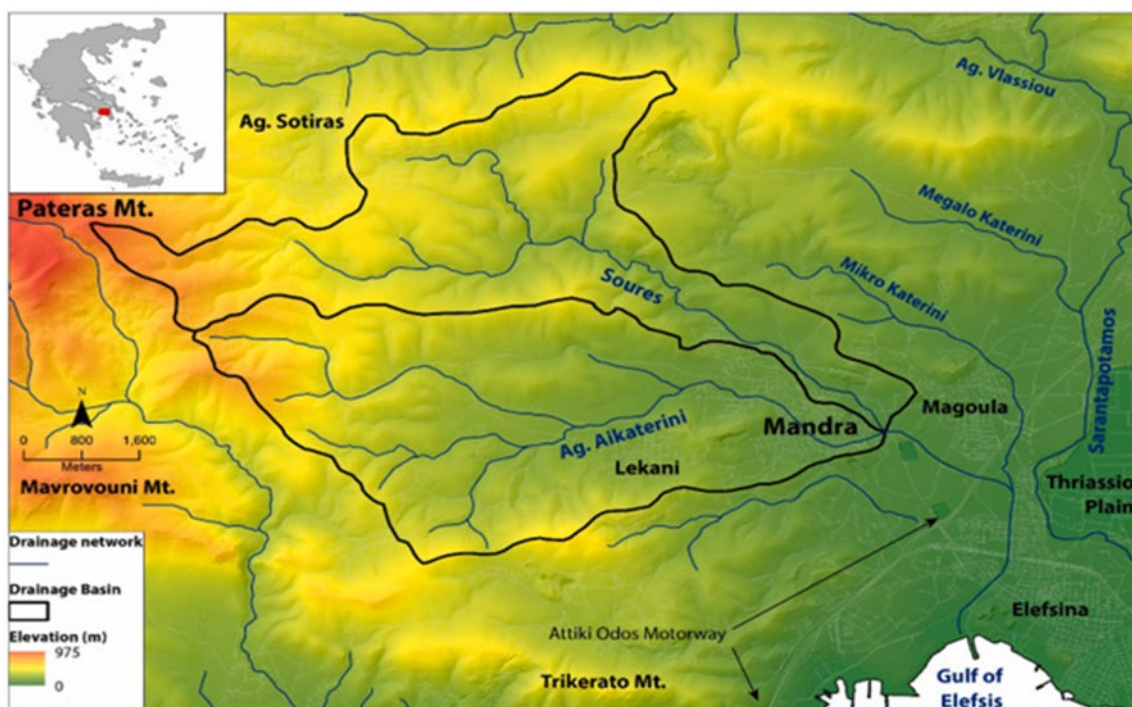 Ag. Vlassiou
Ag. Sotiras
Pateras Mt.
Megalo Katerini
Mikro Katerini
Soures
Sarantapotamos
Magoula
Mandra
Ag. Aikaterini
Lekani
N
0 800 1,600
Meters
Mavrovouni Mt.
Thriassio
Plain
Drainage network
Drainage Basin
Elevation (m)
975
0
Elefsina
Attiki Odos Motorway
Trikerato Mt.
Gulf of
Elefsis